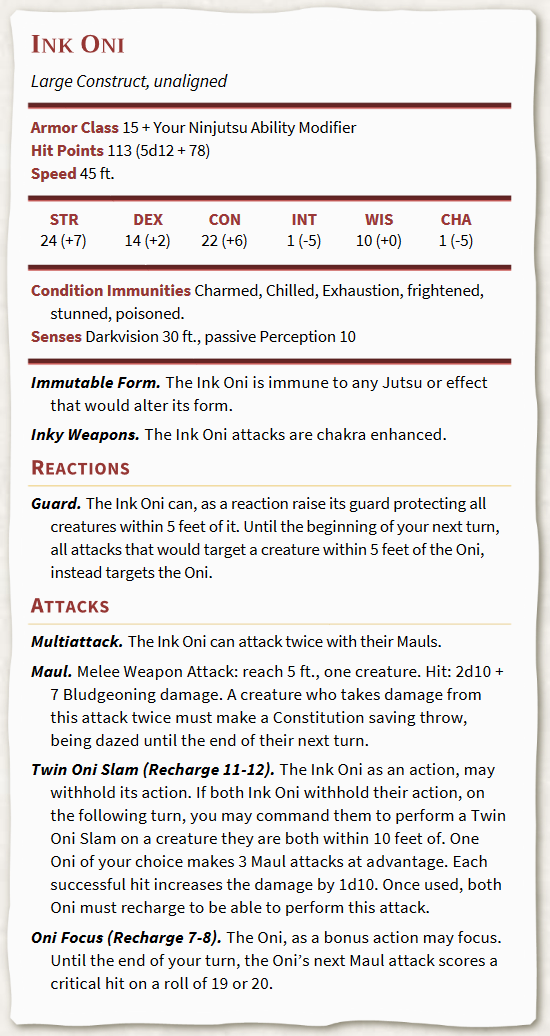 Ink Oni
Large Construct, unaligned
Armor Class 15 + Your Ninjutsu Ability Modifier
Hit Points 113 (5d12 + 78)
Speed 45 ft.
STR DEX CON INT WIS CHA
24 (+7) 14 (+2) 22 (+6) 1 (-5) 10 (+0) 1 (-5)
Condition Immunities Charmed, Chilled, Exhaustion, frightened,
stunned, poisoned.
Senses Darkvision 30 ft., passive Perception 10
Immutable Form. The Ink Oni is immune to any Jutsu or effect
that would alter its form.
Inky Weapons. The Ink Oni attacks are chakra enhanced.
Reactions
Guard. The Ink Oni can, as a reaction raise its guard protecting all
creatures within 5 feet of it. Until the beginning of your next turn,
all attacks that would target a creature within 5 feet of the Oni,
instead targets the Oni.
Attacks
Multiattack. The Ink Oni can attack twice with their Mauls.
Maul. Melee Weapon Attack: reach 5 ft., one creature. Hit: 2d10 +
7 Bludgeoning damage. A creature who takes damage from
this attack twice must make a Constitution saving throw,
being dazed until the end of their next turn.
Twin Oni Slam (Recharge 11-12). The Ink Oni as an action, may
withhold its action. If both Ink Oni withhold their action, on
the following turn, you may command them to perform a Twin
Oni Slam on a creature they are both within 10 feet of. One
Oni of your choice makes 3 Maul attacks at advantage. Each
successful hit increases the damage by 1d10. Once used, both
Oni must recharge to be able to perform this attack.
Oni Focus (Recharge 7-8). The Oni, as a bonus action may focus.
Until the end of your turn, the Oni's next Maul attack scores a
critical hit on a roll of 19 or 20.